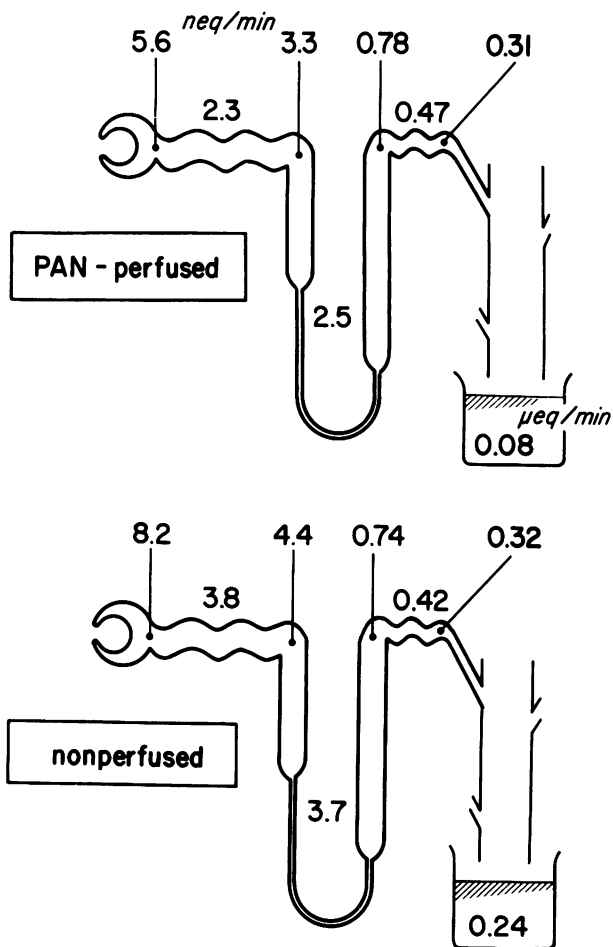 neq/min
5.6 3.3 0.78 0.31
2.3 0.47
PAN - perfused
2.5
μeq/min
0.08
8.2 4.4 0.74 0.32
3.8 0.42
nonperfused
3.7
0.24